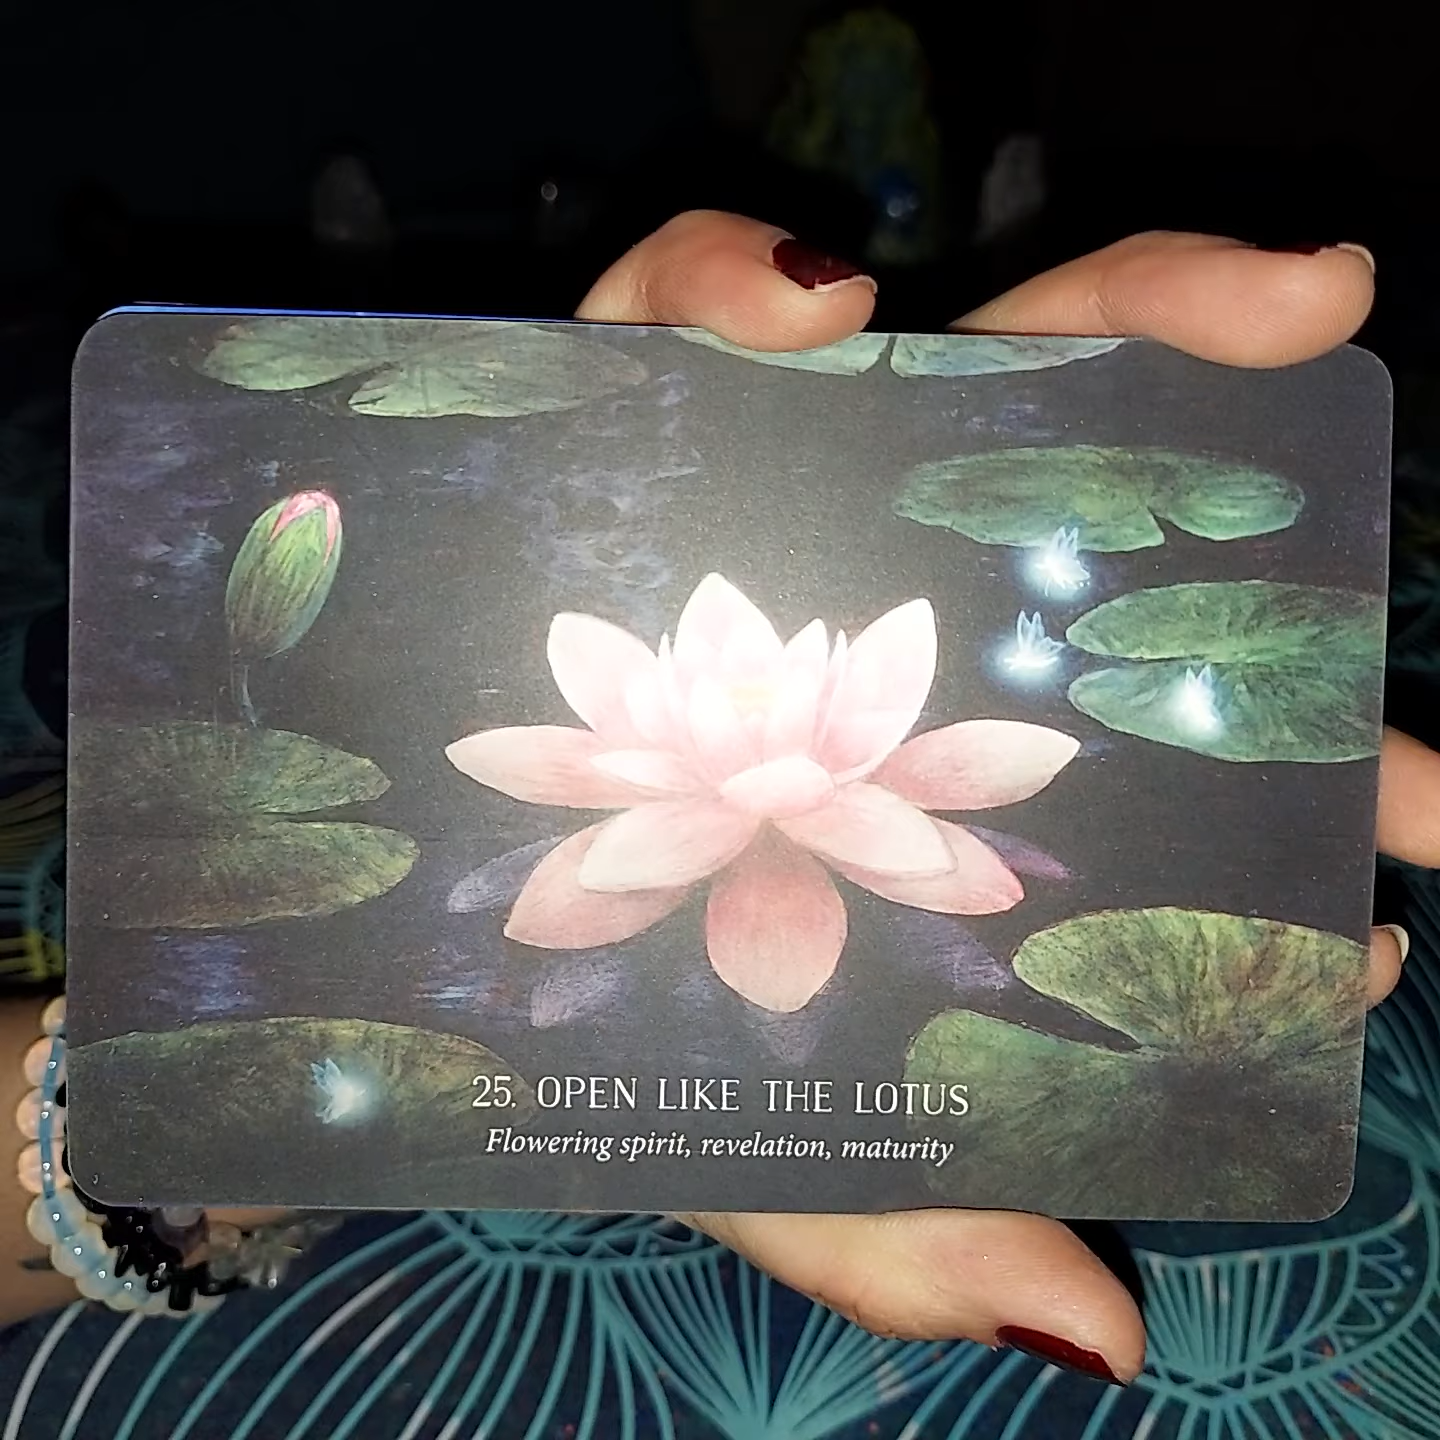 25. OPEN LIKE THE LOTUS
Flowering spirit, revelation, maturity